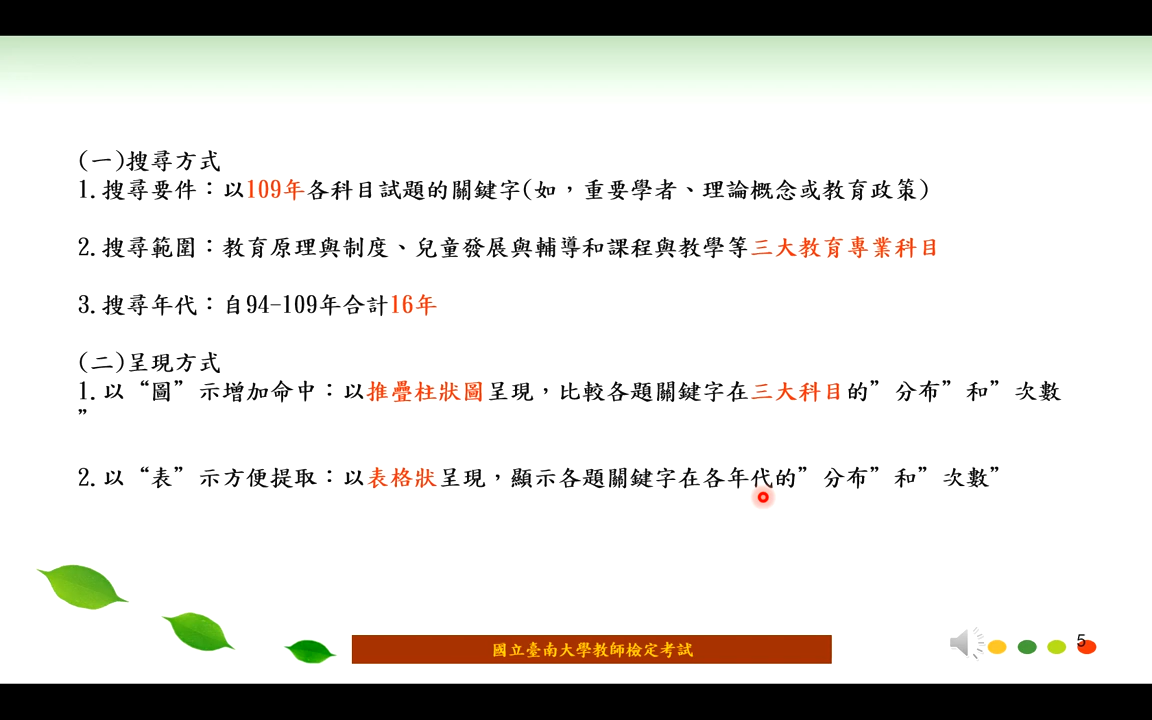 (一)搜尋方式
1.搜尋要件：以109年各科目試題的關鍵字(如，重要學者、理論概念或教育政策)
2.搜尋範圍：教育原理與制度、兒童發展與輔導和課程與教學等三大教育專業科目
3.搜尋年代：自94-109年合計16年
(二)呈現方式
1.以“圖”示增加命中：以推疊柱狀圖呈現，比較各題關鍵字在三大科目的”分布”和”次數
”
2.以“表”示方便提取：以表格狀呈現，顯示各題關鍵字在各年代的”分布”和”次數”
國立臺南大學教師檢定考試
5